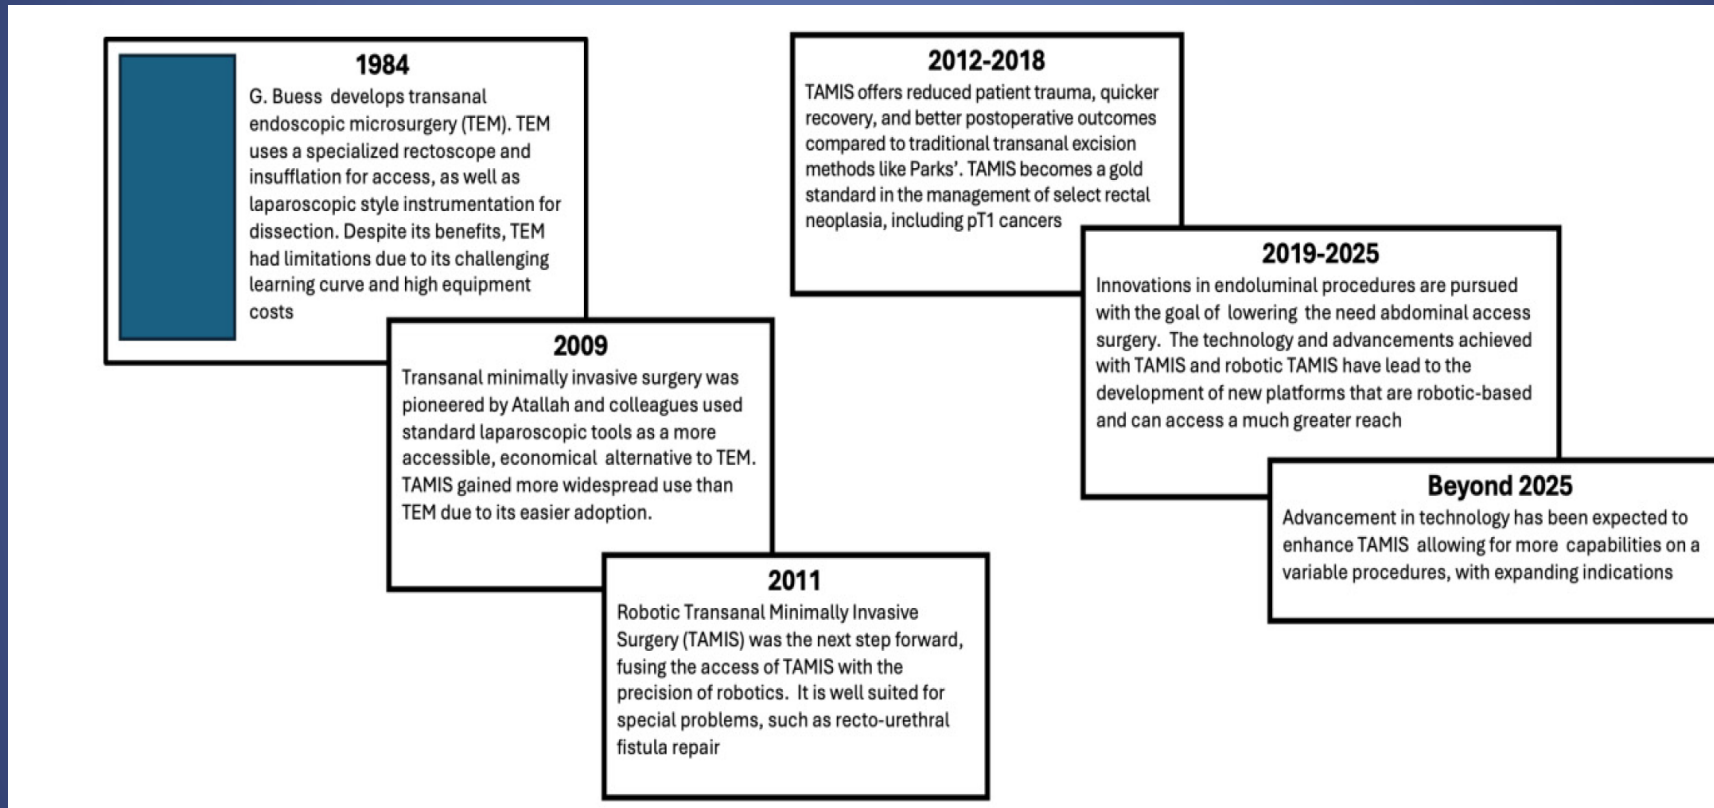 1984
G. Buess develops transanal
endoscopic microsurgery (TEM). TEM
uses a specialized rectoscope and
insufflation for access, as well as
laparoscopic style instrumentation for
dissection. Despite its benefits, TEM
had limitations due to its challenging
learning curve and high equipment
costs
2009
Transanal minimally invasive surgery was
pioneered by Atallah and colleagues used
standard laparoscopic tools as a more
accessible, economical alternative to TEM.
TAMIS gained more widespread use than
TEM due to its easier adoption.
2011
Robotic Transanal Minimally Invasive
Surgery (TAMIS) was the next step forward,
fusing the access of TAMIS with the
precision of robotics. It is well suited for
special problems, such as recto-urethral
fistula repair
2012-2018
TAMIS offers reduced patient trauma, quicker
recovery, and better postoperative outcomes
compared to traditional transanal excision
methods like Parks’. TAMIS becomes a gold
standard in the management of select rectal
neoplasia, including pT1 cancers
2019-2025
Innovations in endoluminal procedures are pursued
with the goal of lowering the need abdominal access
surgery. The technology and advancements achieved
with TAMIS and robotic TAMIS have lead to the
development of new platforms that are robotic-based
and can access a much greater reach
Beyond 2025
Advancement in technology has been expected to
enhance TAMIS allowing for more capabilities on a
variable procedures, with expanding indications